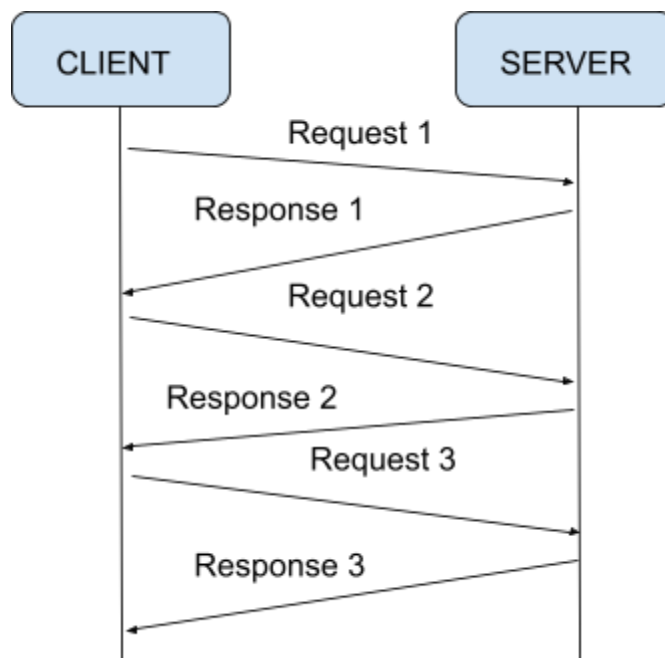 CLIENT
SERVER
Request 1
Response 1
Request 2
Response 2
Request 3
Response 3